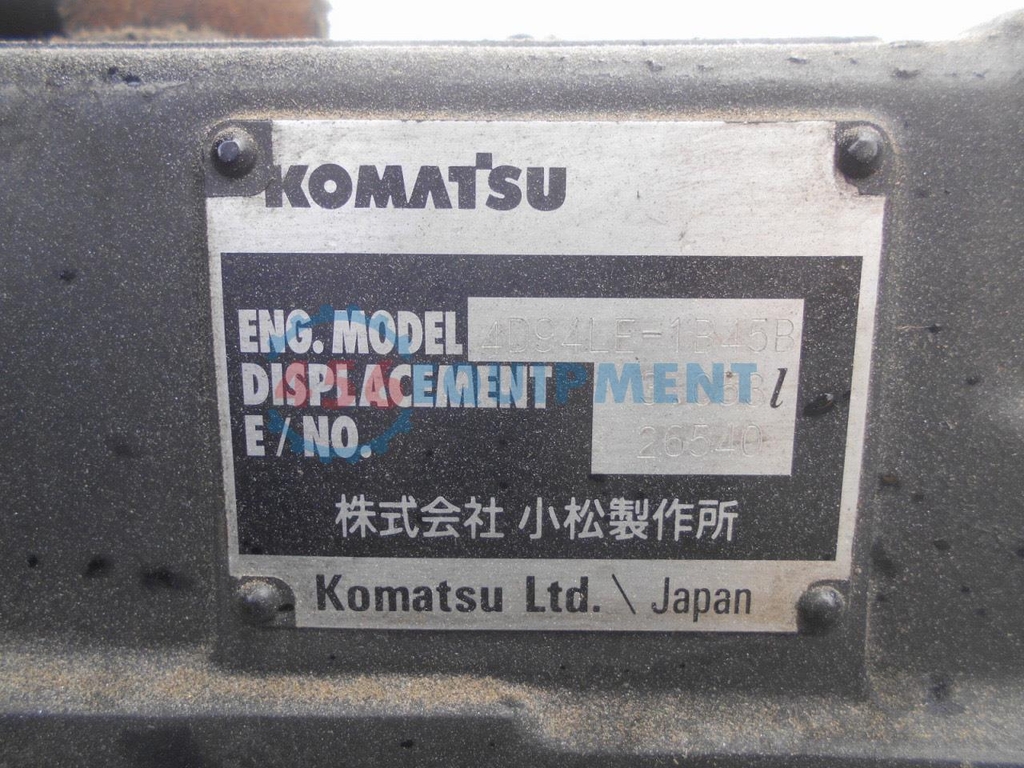 KOMATSU
ENG. MODEL 4D94LE-1B45B
DISPLACEMENT l
E/NO. 26540
株式会社 小松製作所
Komatsu Ltd. \ Japan